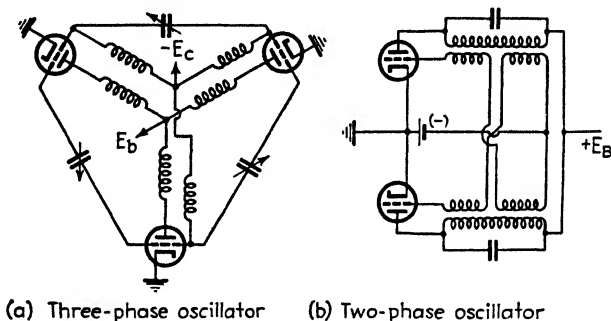 -Ec
Eb
(-)
+EB
(a) Three-phase oscillator
(b) Two-phase oscillator